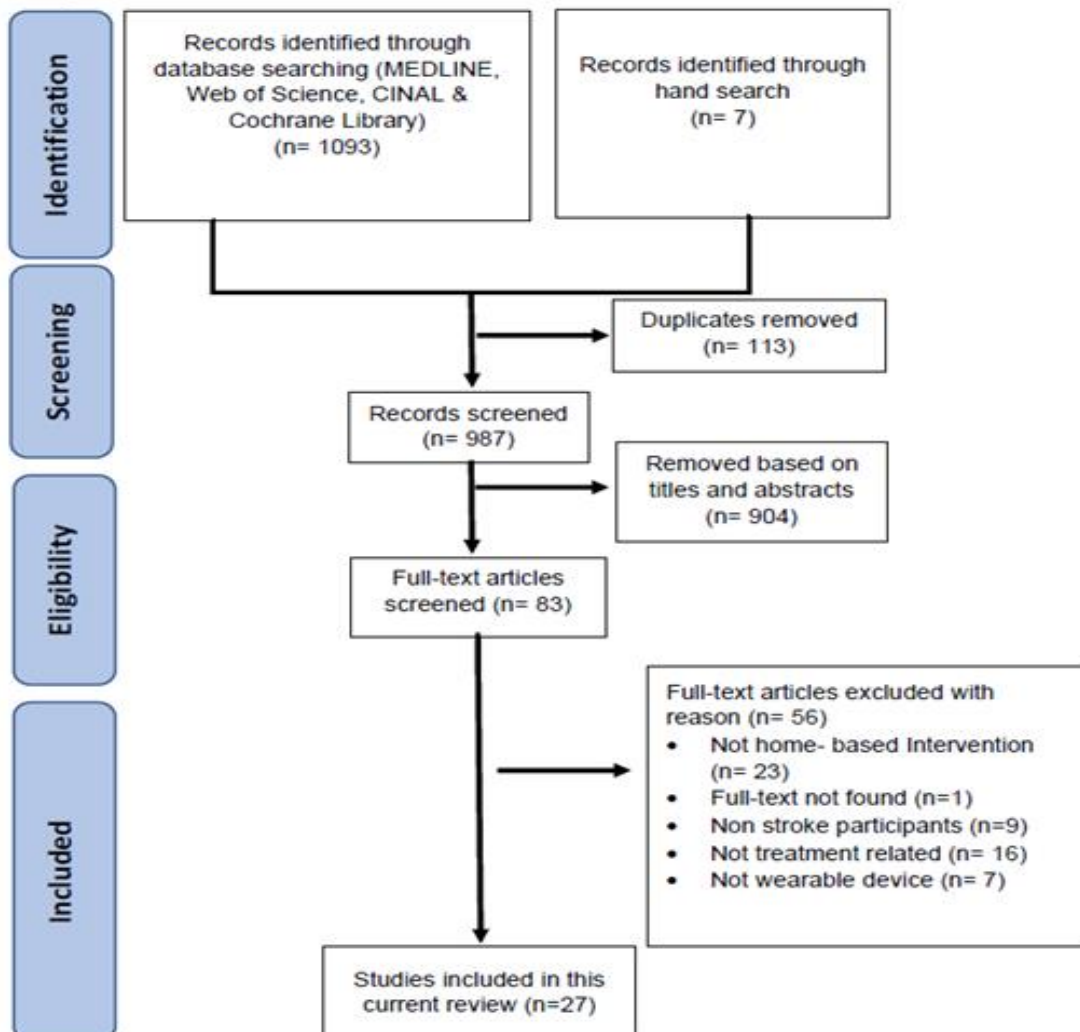 Identification
Records identified through
database searching (MEDLINE,
Web of Science, CINAL &
Cochrane Library)
(n= 1093)
Records identified through
hand search
(n= 7)
Screening
Duplicates removed
(n= 113)
Records screened
(n= 987)
Removed based on
titles and abstracts
(n= 904)
Eligibility
Full-text articles
screened (n= 83)
Included
Full-text articles excluded with
reason (n= 56)
• Not home- based Intervention
(n= 23)
• Full-text not found (n=1)
• Non stroke participants (n=9)
• Not treatment related (n= 16)
• Not wearable device (n= 7)
Studies included in this
current review (n=27)